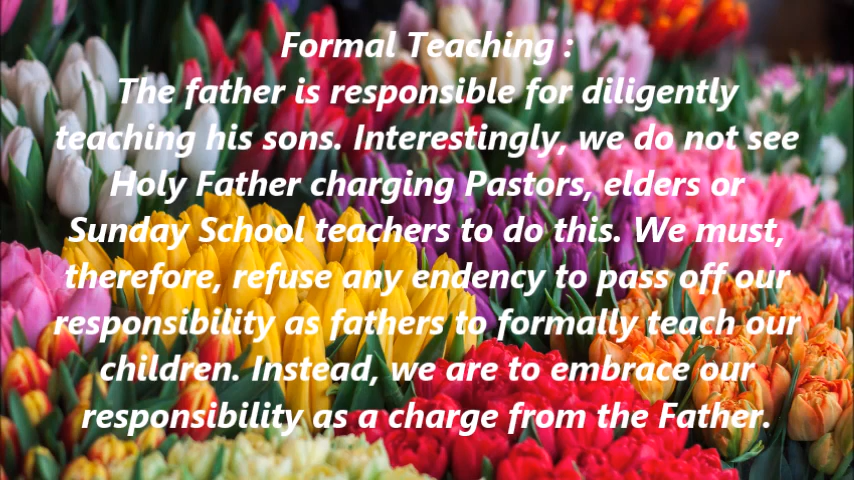 Formal Teaching :
The father is responsible for diligently
teaching his sons. Interestingly, we do not see
Holy Father charging Pastors, elders or
Sunday School teachers to do this. We must,
therefore, refuse any endency to pass off our
responsibility as fathers to formally teach our
children. Instead, we are to embrace our
responsibility as a charge from the Father.